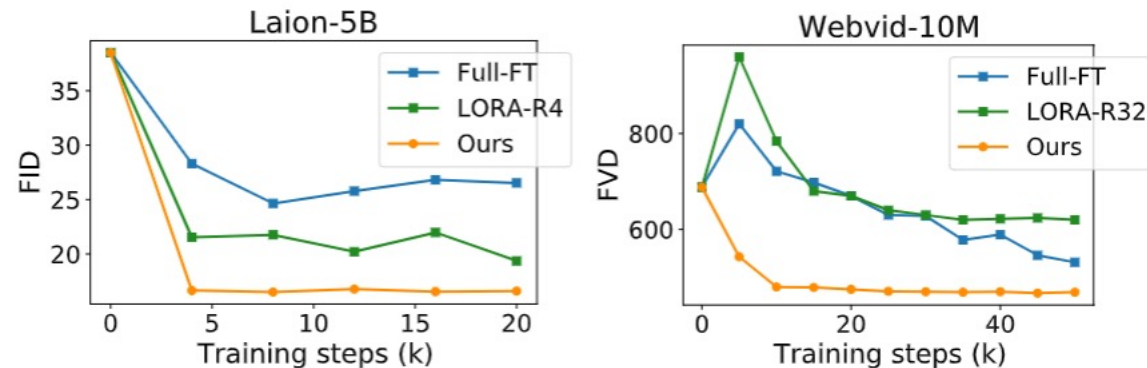 Laion-5B
FID
35
30
25
20
0
5
10
15
20
Training steps (k)
Full-FT
LORA-R4
Ours
Webvid-10M
FVD
800
600
0
20
40
Training steps (k)
Full-FT
LORA-R32
Ours